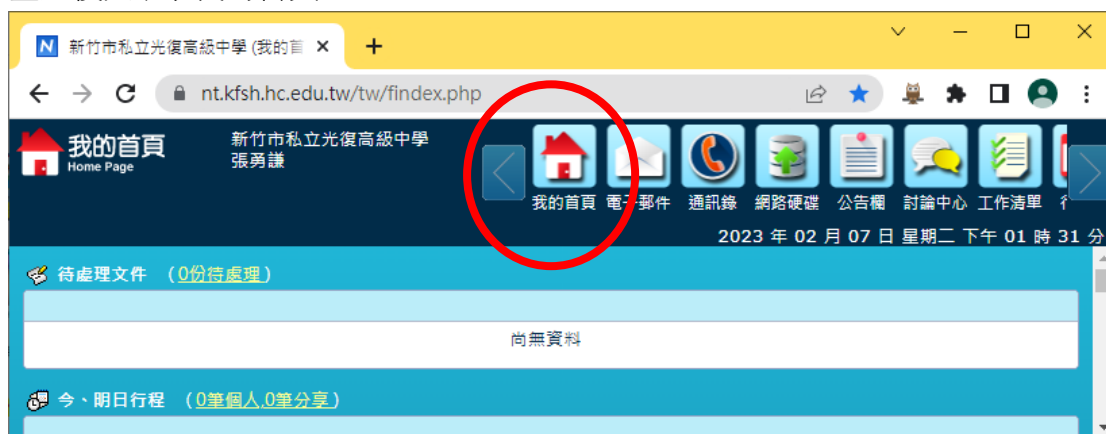 新竹市私立光復高級中學 (我的首
nt.kfsh.hc.edu.tw/tw/findex.php
我的首頁
Home Page
新竹市私立光復高級中學
張勇謙
我的首頁 電子郵件 通訊錄 網路硬碟 公告欄 討論中心 工作清單
2023 年 02 月 07 日 星期二 下午 01 時 31 分
待處理文件 (0份待處理)
尚無資料
今、明日行程 (0筆個人,0筆分享)